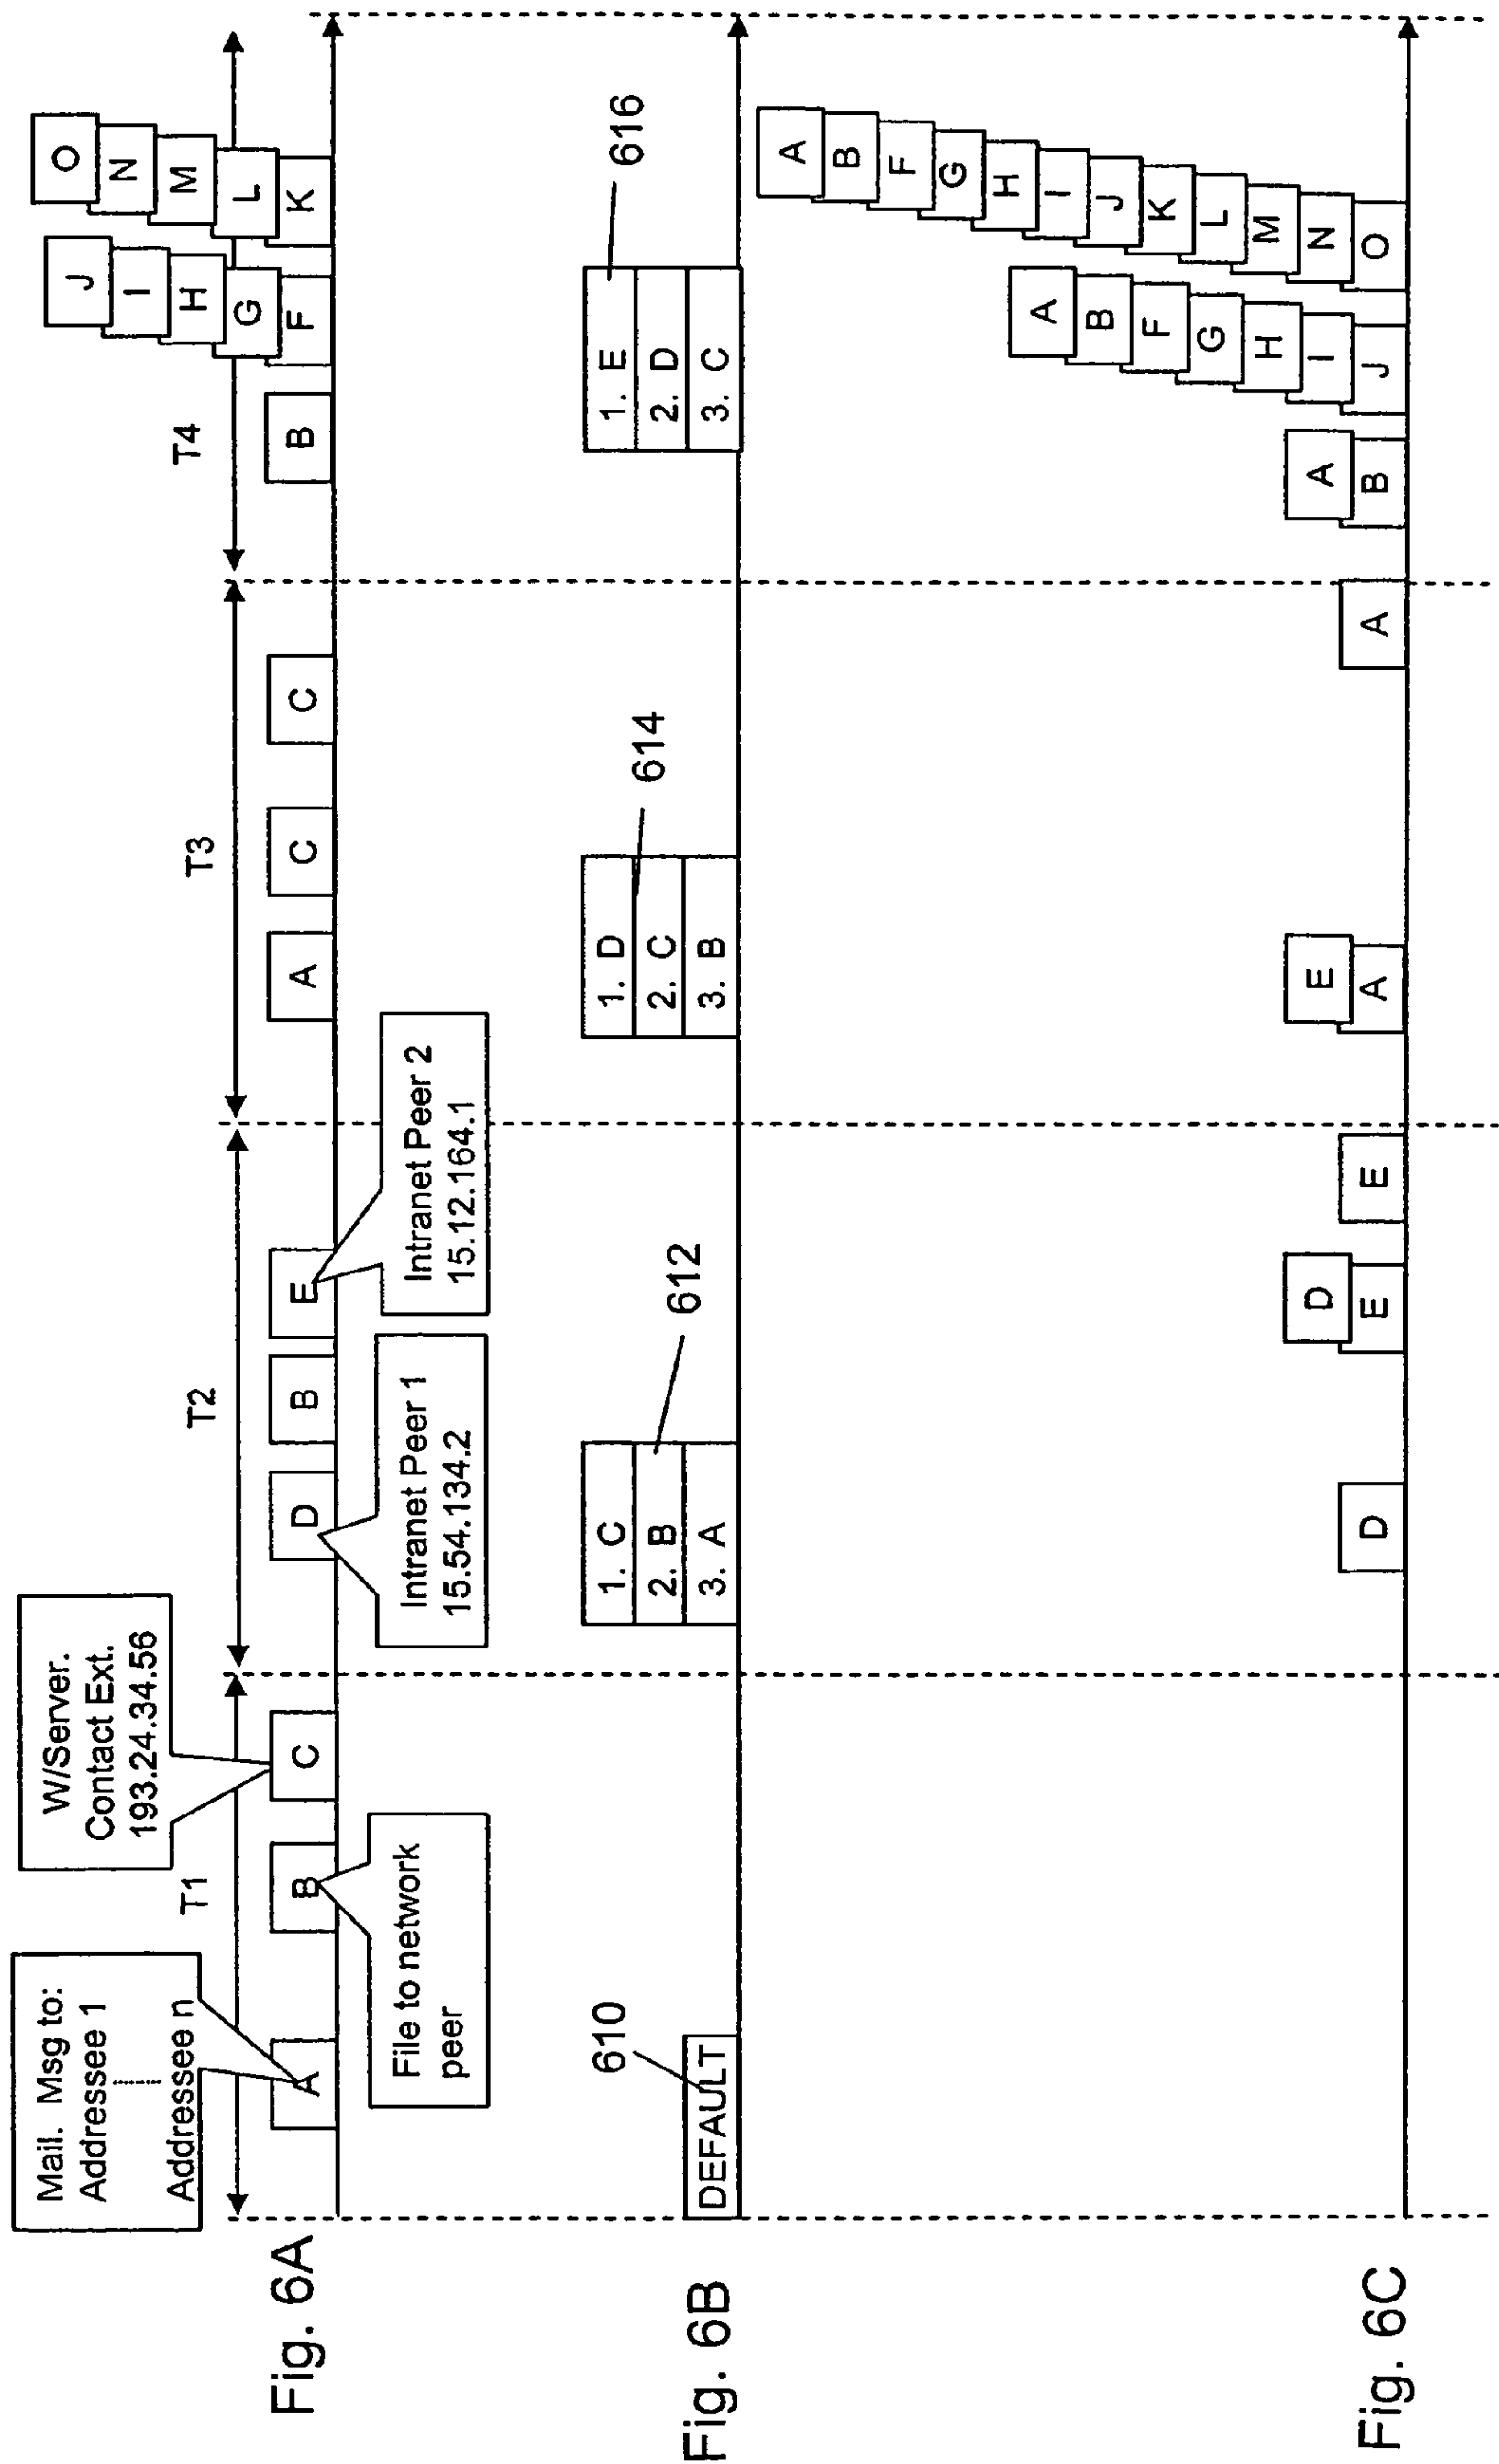 Mail. Msg to:
Addressee 1
Addressee n
W/Server.
Contact Ext.
193.24.34.56
T1
T2
T3
T4
Fig. 6A
A
B
C
D
B
E
A
C
C
B
F
G
H
I
J
K
L
M
N
O
File to network
peer
Intranet Peer 1
15.54.134.2
Intranet Peer 2
15.12.164.1
Fig. 6B
610
DEFAULT
612
1. C
2. B
3. A
614
1. D
2. C
3. B
616
1. E
2. D
3. C
Fig. 6C
D
D
E
E
E
A
A
A
B
A
B
F
G
H
I
J
A
B
F
G
H
I
J
K
L
M
N
O